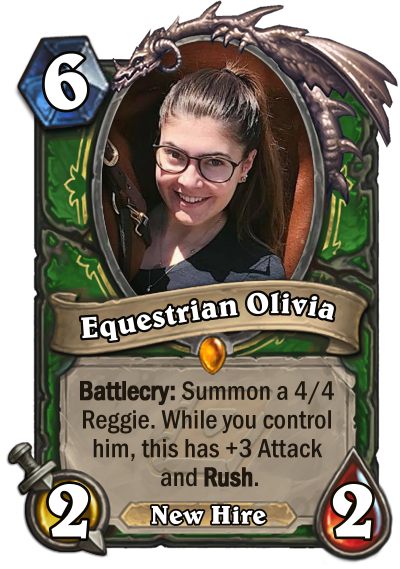 6
Equestrian Olivia
Battlecry: Summon a 4/4
Reggie. While you control
him, this has +3 Attack
and Rush.
2
New Hire
2